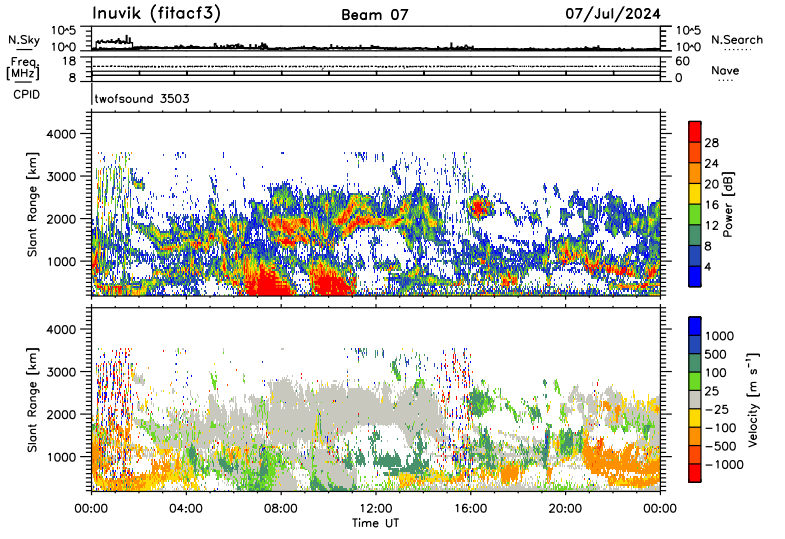 Inuvik (fitacf3) Beam 07 07/Jul/2024
10^5 10^5
N.Sky N.Search
10^0 10^0
18 60
Freq.
[MHz] Nave
8 0
CPID
twofsound 3503
4000
3000
2000
1000
Slant Range [km]
28
24
20
16
12
8
4
Power [dB]
4000
3000
2000
1000
Slant Range [km]
1000
500
100
25
−25
−100
−500
−1000
Velocity [m s⁻¹]
00:00 04:00 08:00 12:00 16:00 20:00 00:00
Time UT